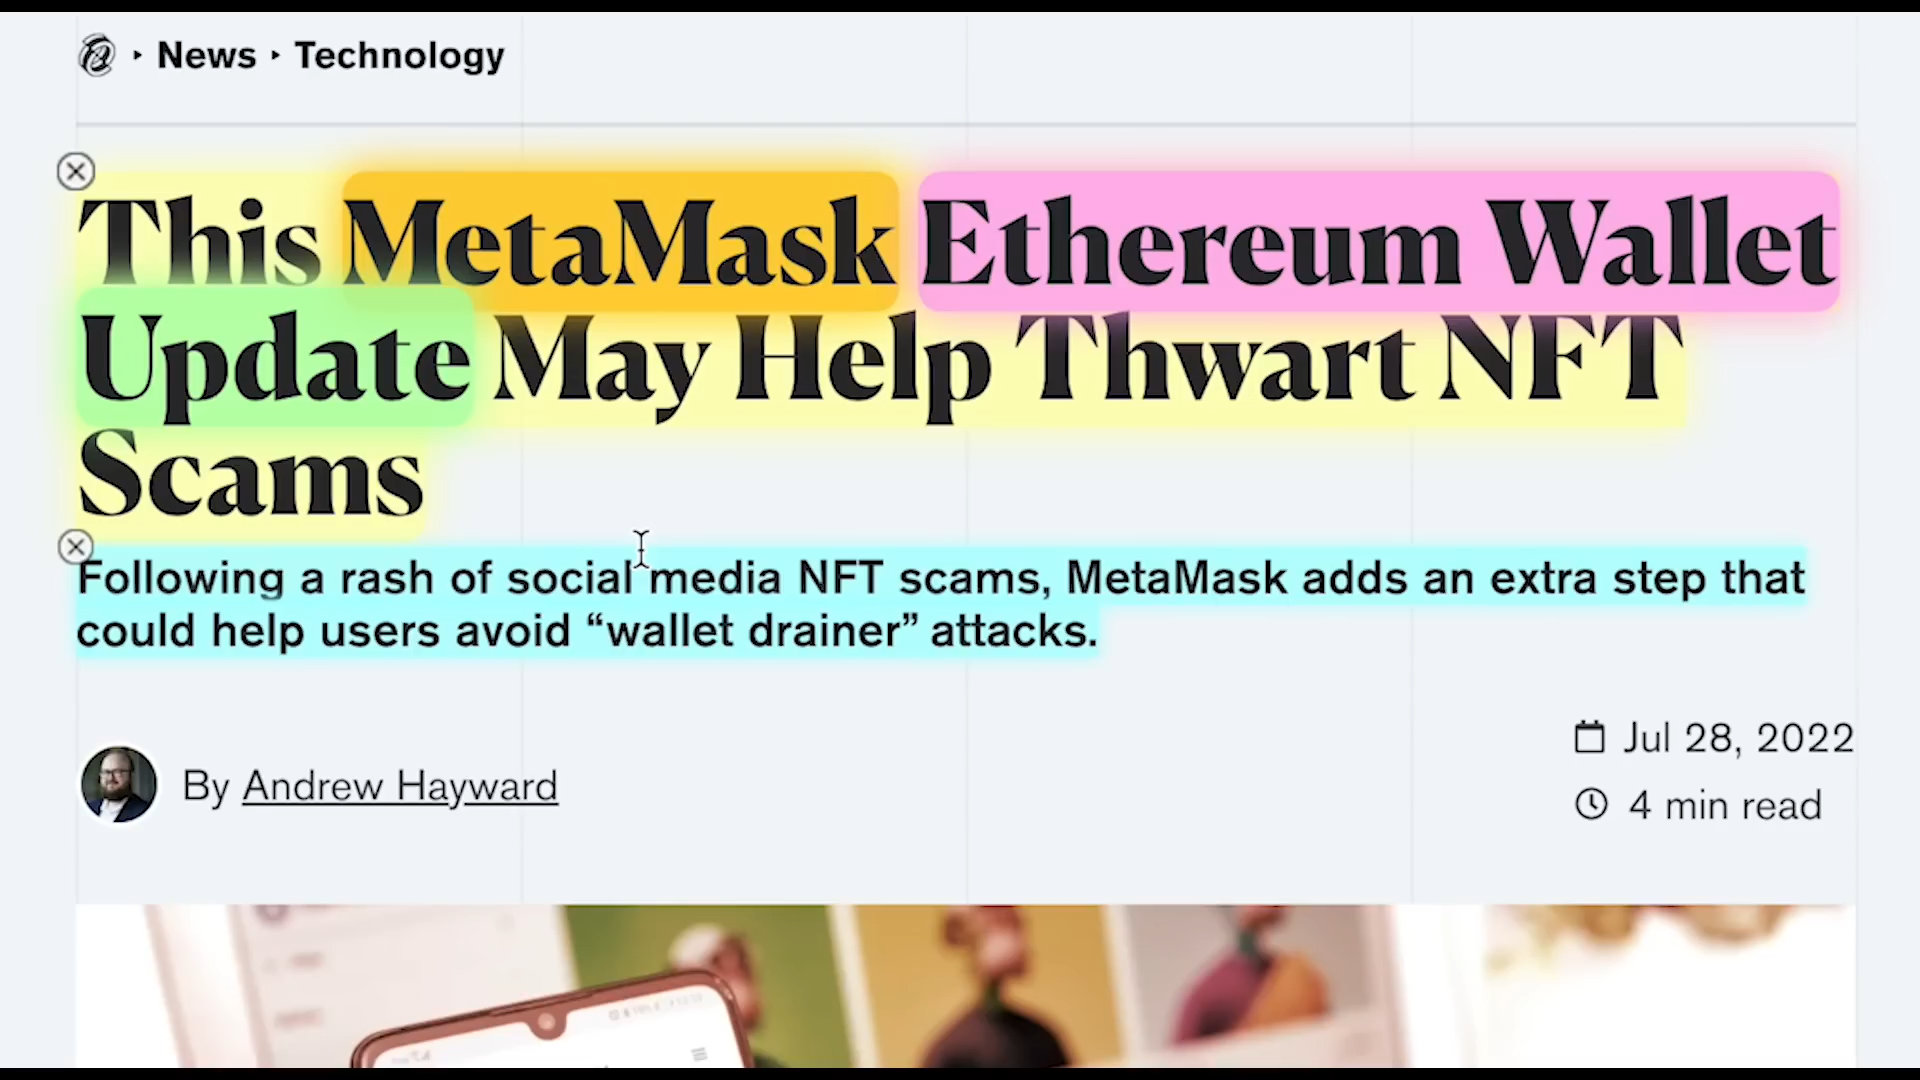 News ‣ Technology
This MetaMask Ethereum Wallet
Update May Help Thwart NFT
Scams
Following a rash of social media NFT scams, MetaMask adds an extra step that
could help users avoid “wallet drainer” attacks.
By Andrew Hayward
Jul 28, 2022
4 min read